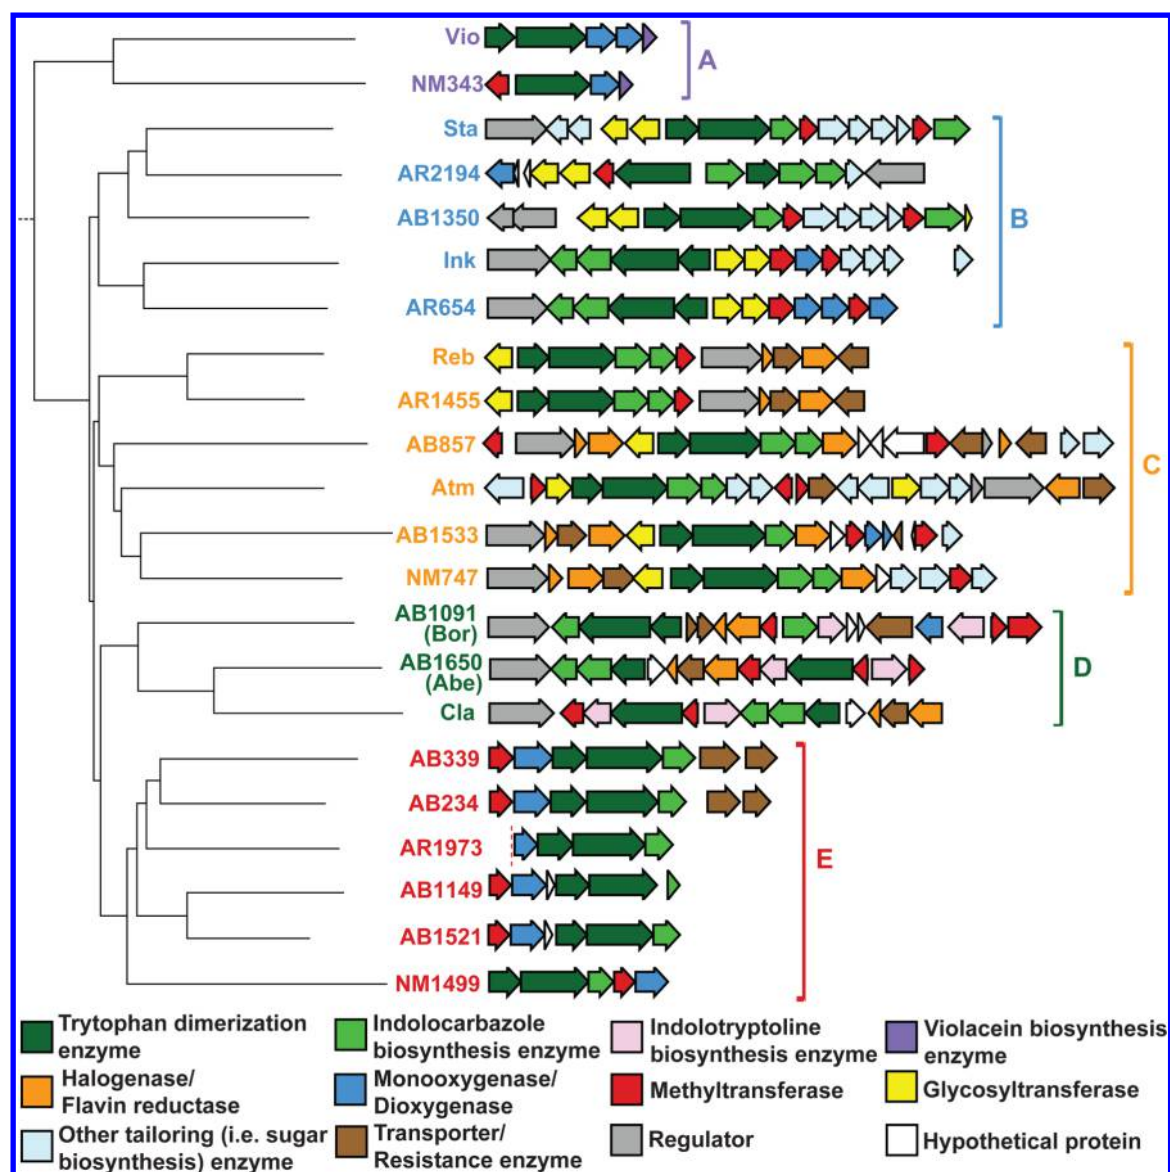 Vio
A
NM343
Sta
AR2194
AB1350
B
Ink
AR654
Reb
AR1455
AB857
C
Atm
AB1533
NM747
AB1091
(Bor)
AB1650
(Abe)
D
Cla
AB339
AB234
AR1973
E
AB1149
AB1521
NM1499
Trytophan dimerization
enzyme
Indolocarbazole
biosynthesis enzyme
Indolotryptoline
biosynthesis enzyme
Violacein biosynthesis
enzyme
Halogenase/
Flavin reductase
Monooxygenase/
Dioxygenase
Methyltransferase
Glycosyltransferase
Other tailoring (i.e. sugar
biosynthesis) enzyme
Transporter/
Resistance enzyme
Regulator
Hypothetical protein